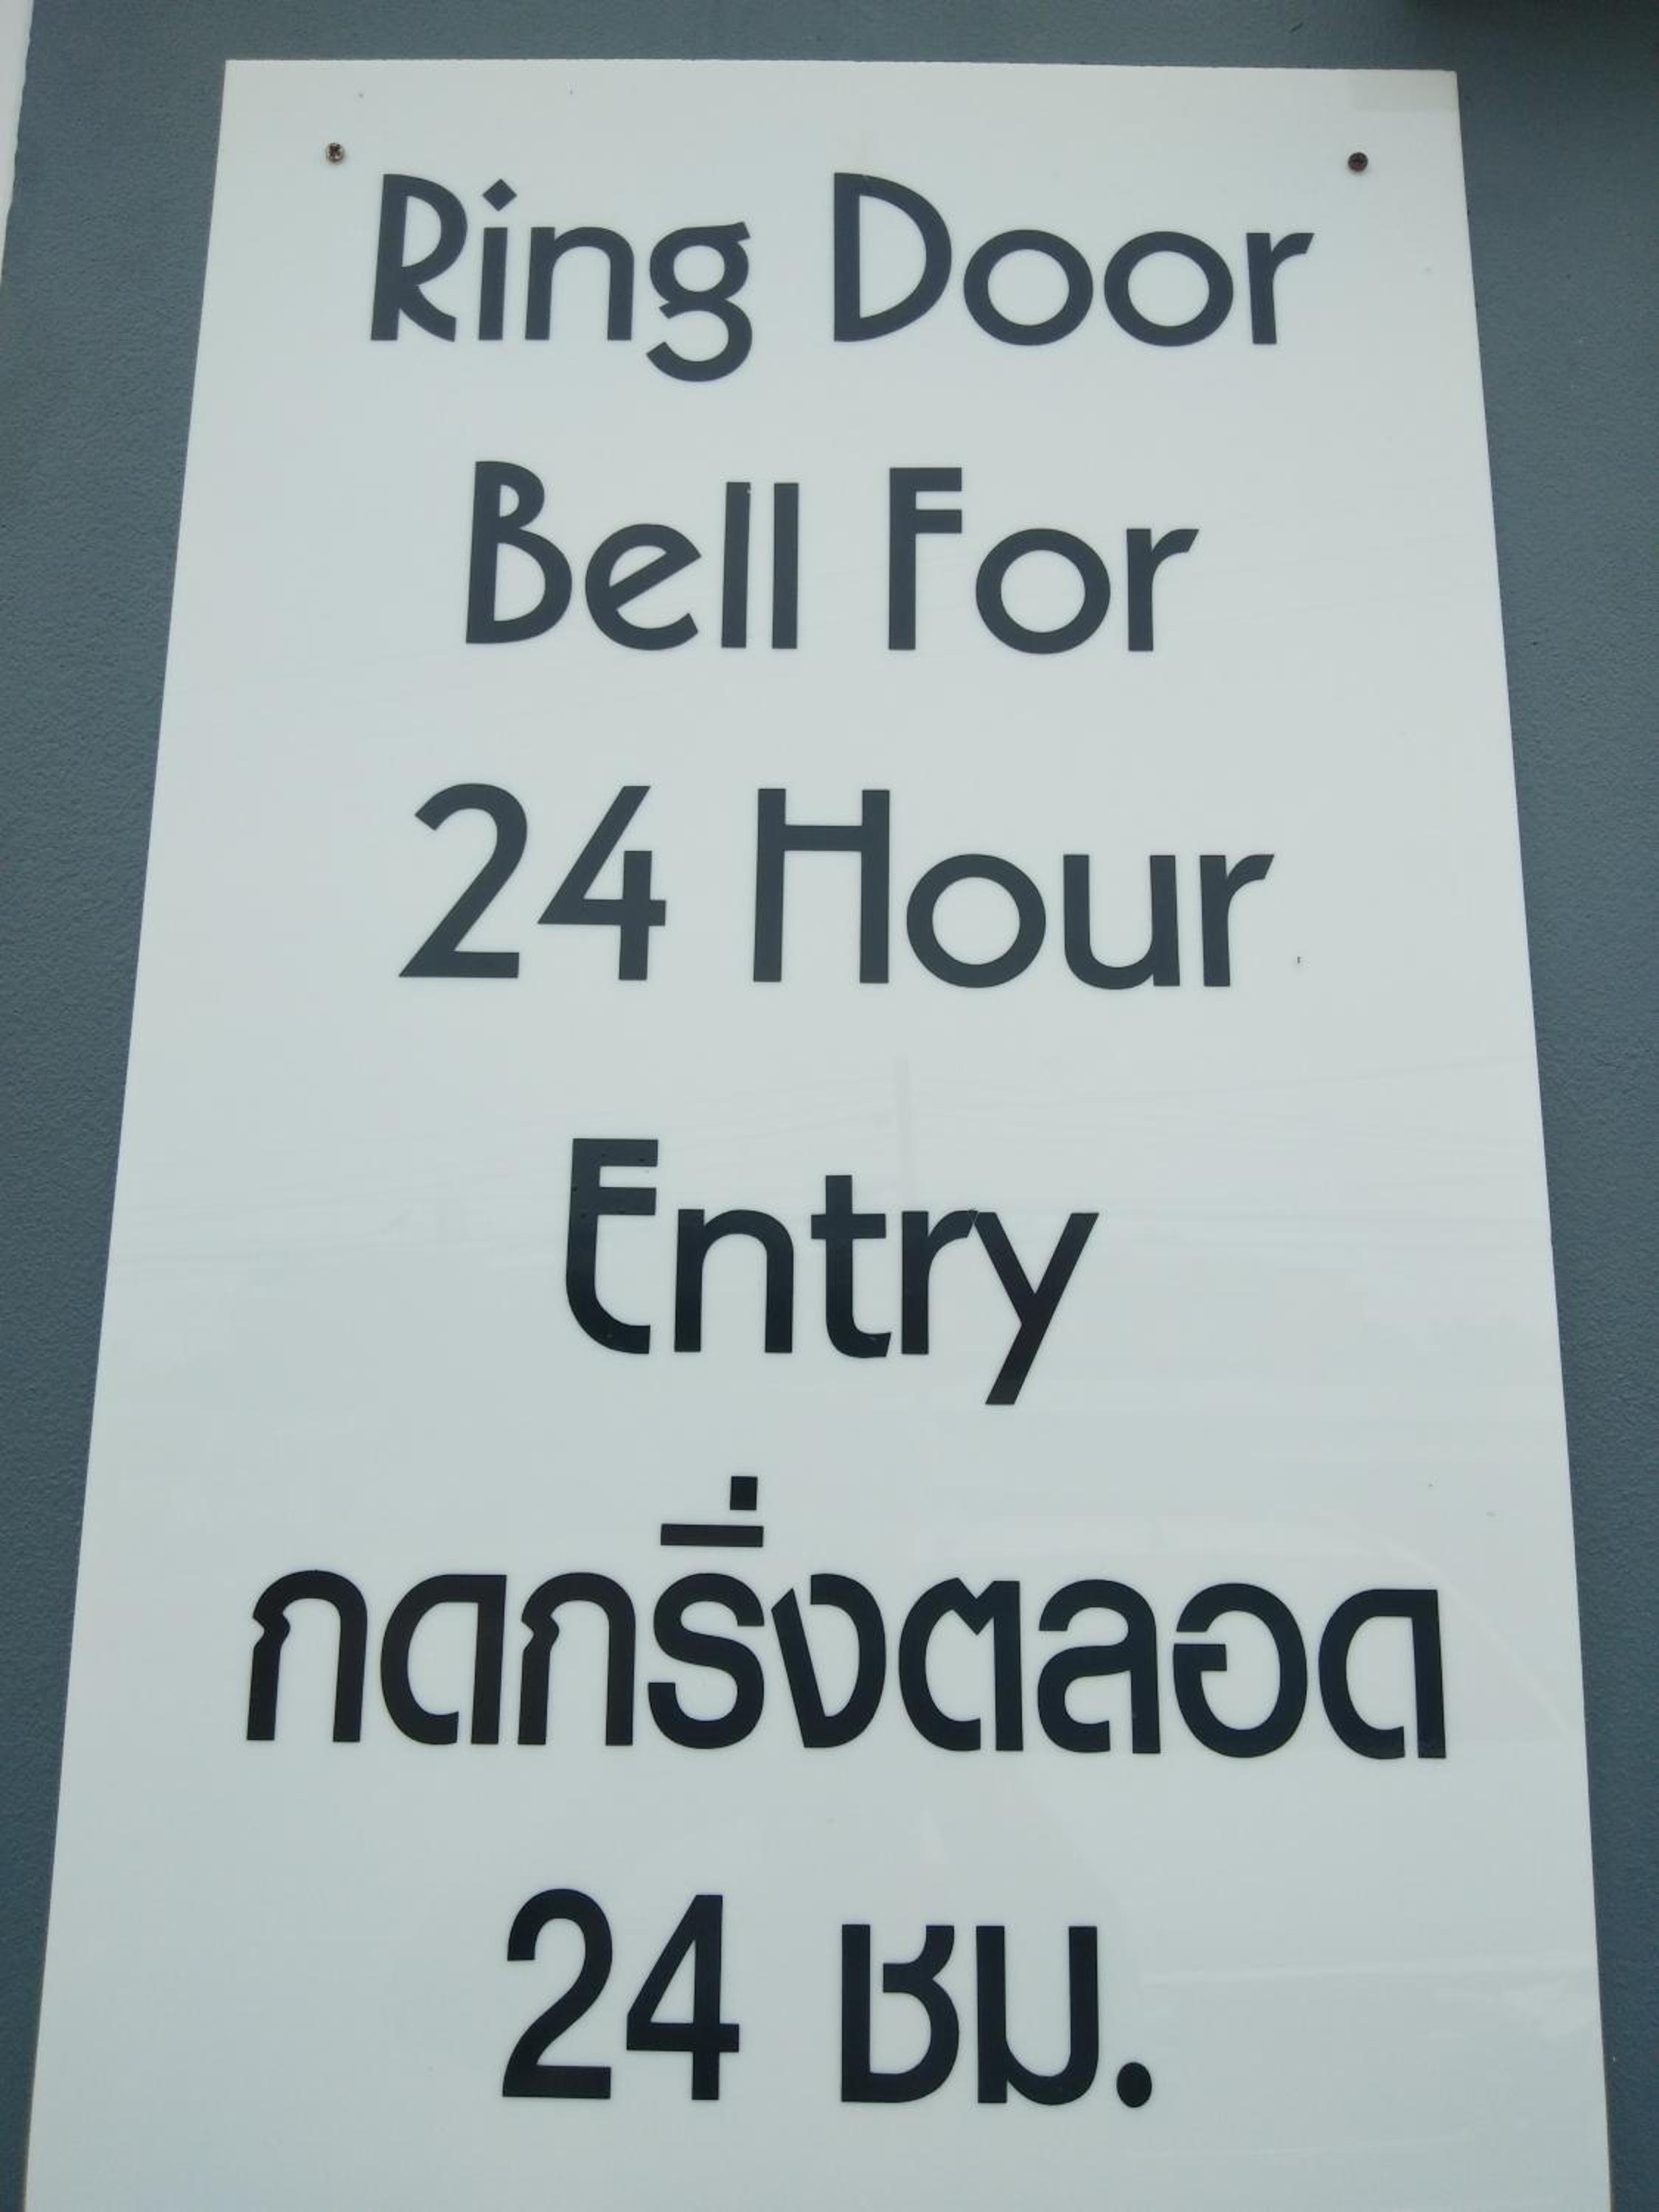 Ring Door
Bell For
24 Hour
Entry
กดกริ่งตลอด
24 ชม.